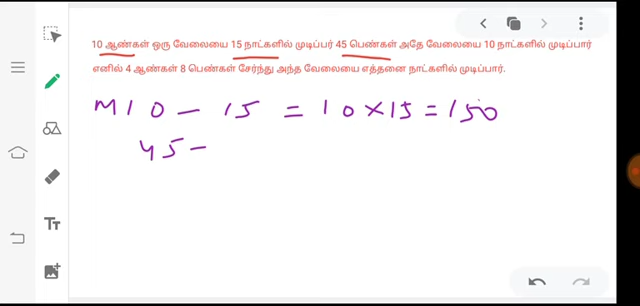 10 ஆண்கள் ஒரு வேலையை 15 நாட்களில் முடிப்பர் 45 பெண்கள் அதே வேலையை 10 நாட்களில் முடிப்பார்
எனில் 4 ஆண்கள் 8 பெண்கள் சேர்ந்து அந்த வேலையை எத்தனை நாட்களில் முடிப்பார்.
M 10 - 15 = 10 × 15 = 150
45 -
Tt